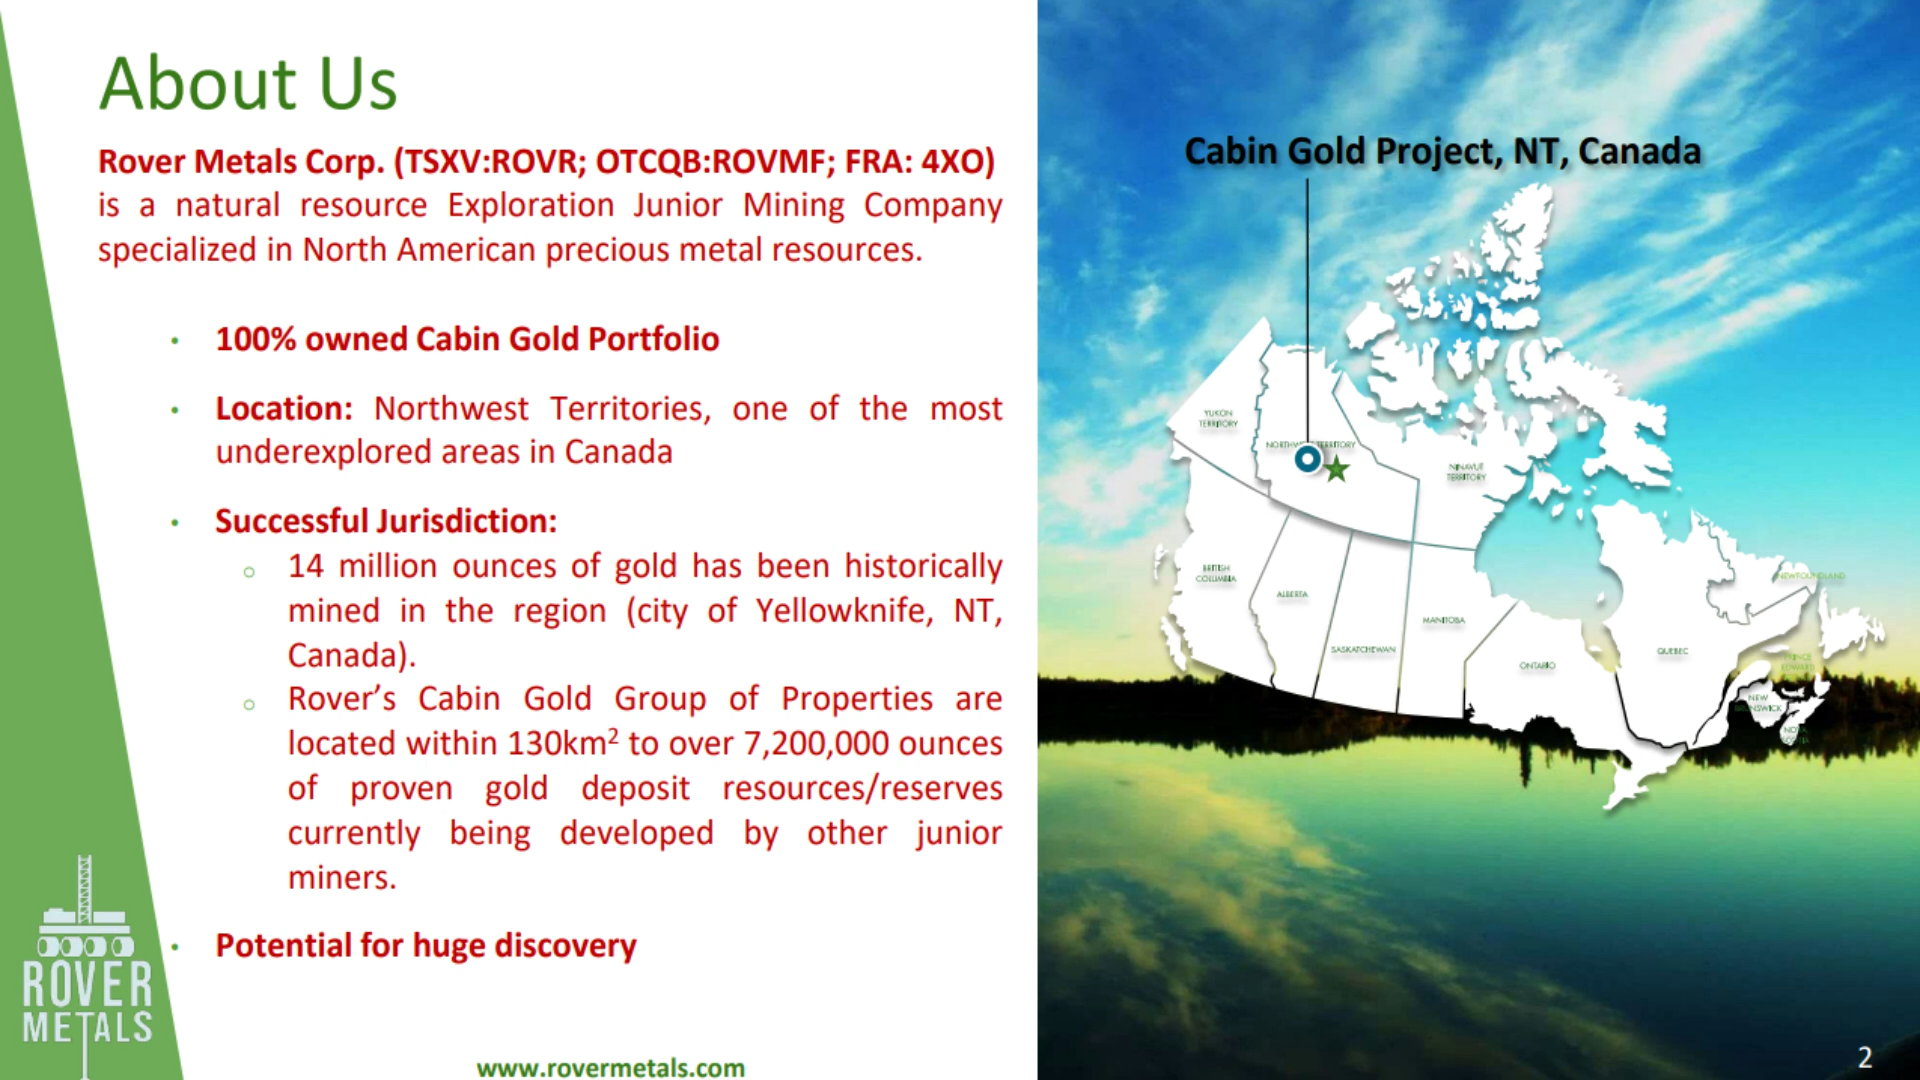 About Us
Rover Metals Corp. (TSXV:ROVR; OTCQB:ROVMF; FRA: 4XO)
is a natural resource Exploration Junior Mining Company
specialized in North American precious metal resources.
• 100% owned Cabin Gold Portfolio
• Location: Northwest Territories, one of the most
underexplored areas in Canada
• Successful Jurisdiction:
o 14 million ounces of gold has been historically
mined in the region (city of Yellowknife, NT,
Canada).
o Rover’s Cabin Gold Group of Properties are
located within 130km² to over 7,200,000 ounces
of proven gold deposit resources/reserves
currently being developed by other junior
miners.
• Potential for huge discovery
ROVER
METALS
www.rovermetals.com
Cabin Gold Project, NT, Canada
YUKON
TERRITORY
TERRITORY
NINAVUT
TERRITORY
BRITISH
COLUMBIA
ALBERTA
SASKATCHEWAN
MANITOBA
ONTARIO
QUEBEC
NEWFOUNDLAND
PRINCE
EDWARD
NEW
2